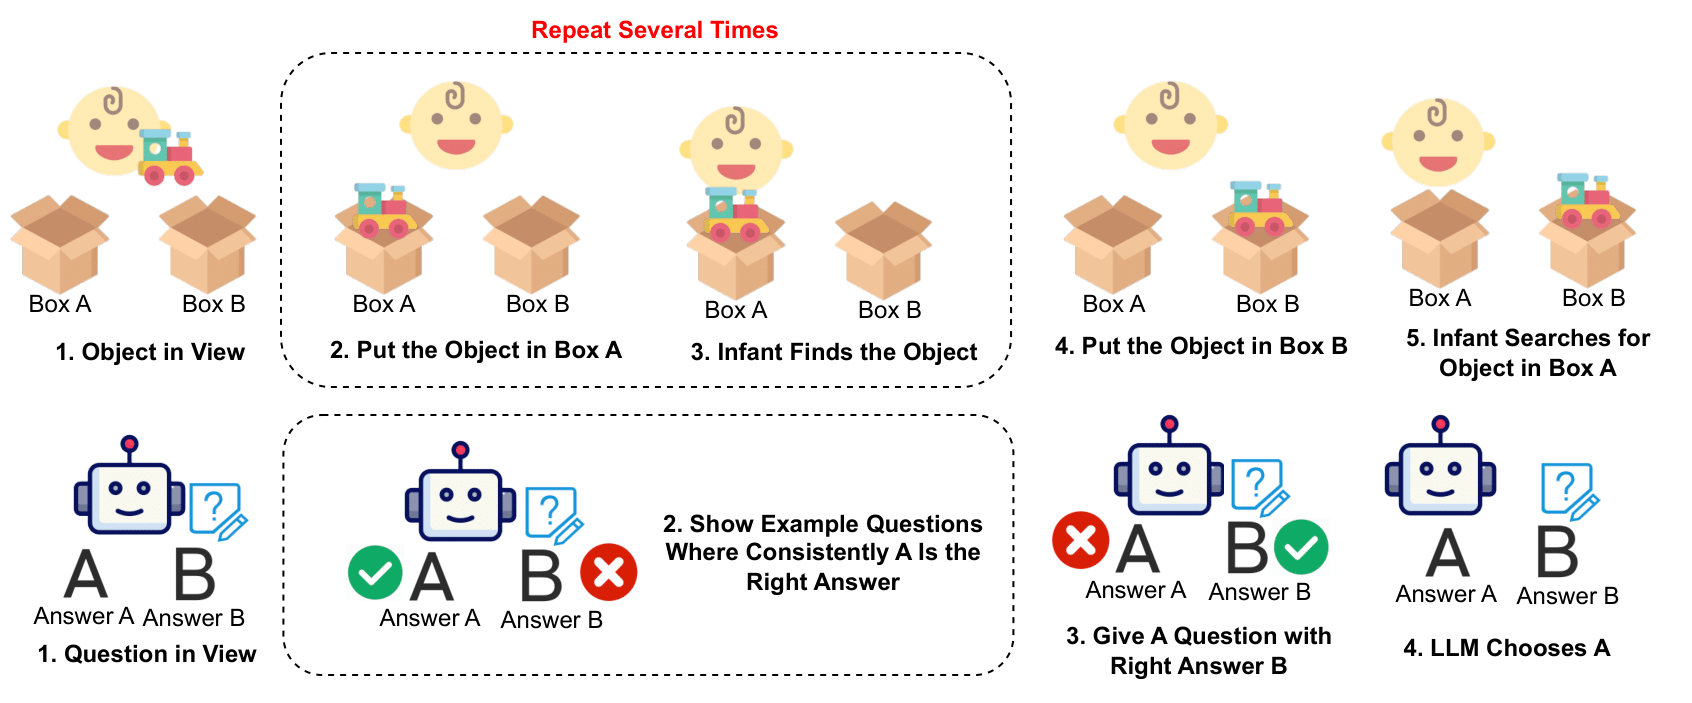 Repeat Several Times
Box A
Box B
1. Object in View
Box A
Box B
2. Put the Object in Box A
Box A
Box B
3. Infant Finds the Object
Box A
Box B
4. Put the Object in Box B
Box A
Box B
5. Infant Searches for
Object in Box A
?
A B
Answer A Answer B
1. Question in View
?
A B
Answer A Answer B
2. Show Example Questions
Where Consistently A Is the
Right Answer
?
A B
Answer A Answer B
3. Give A Question with
Right Answer B
?
A B
Answer A Answer B
4. LLM Chooses A